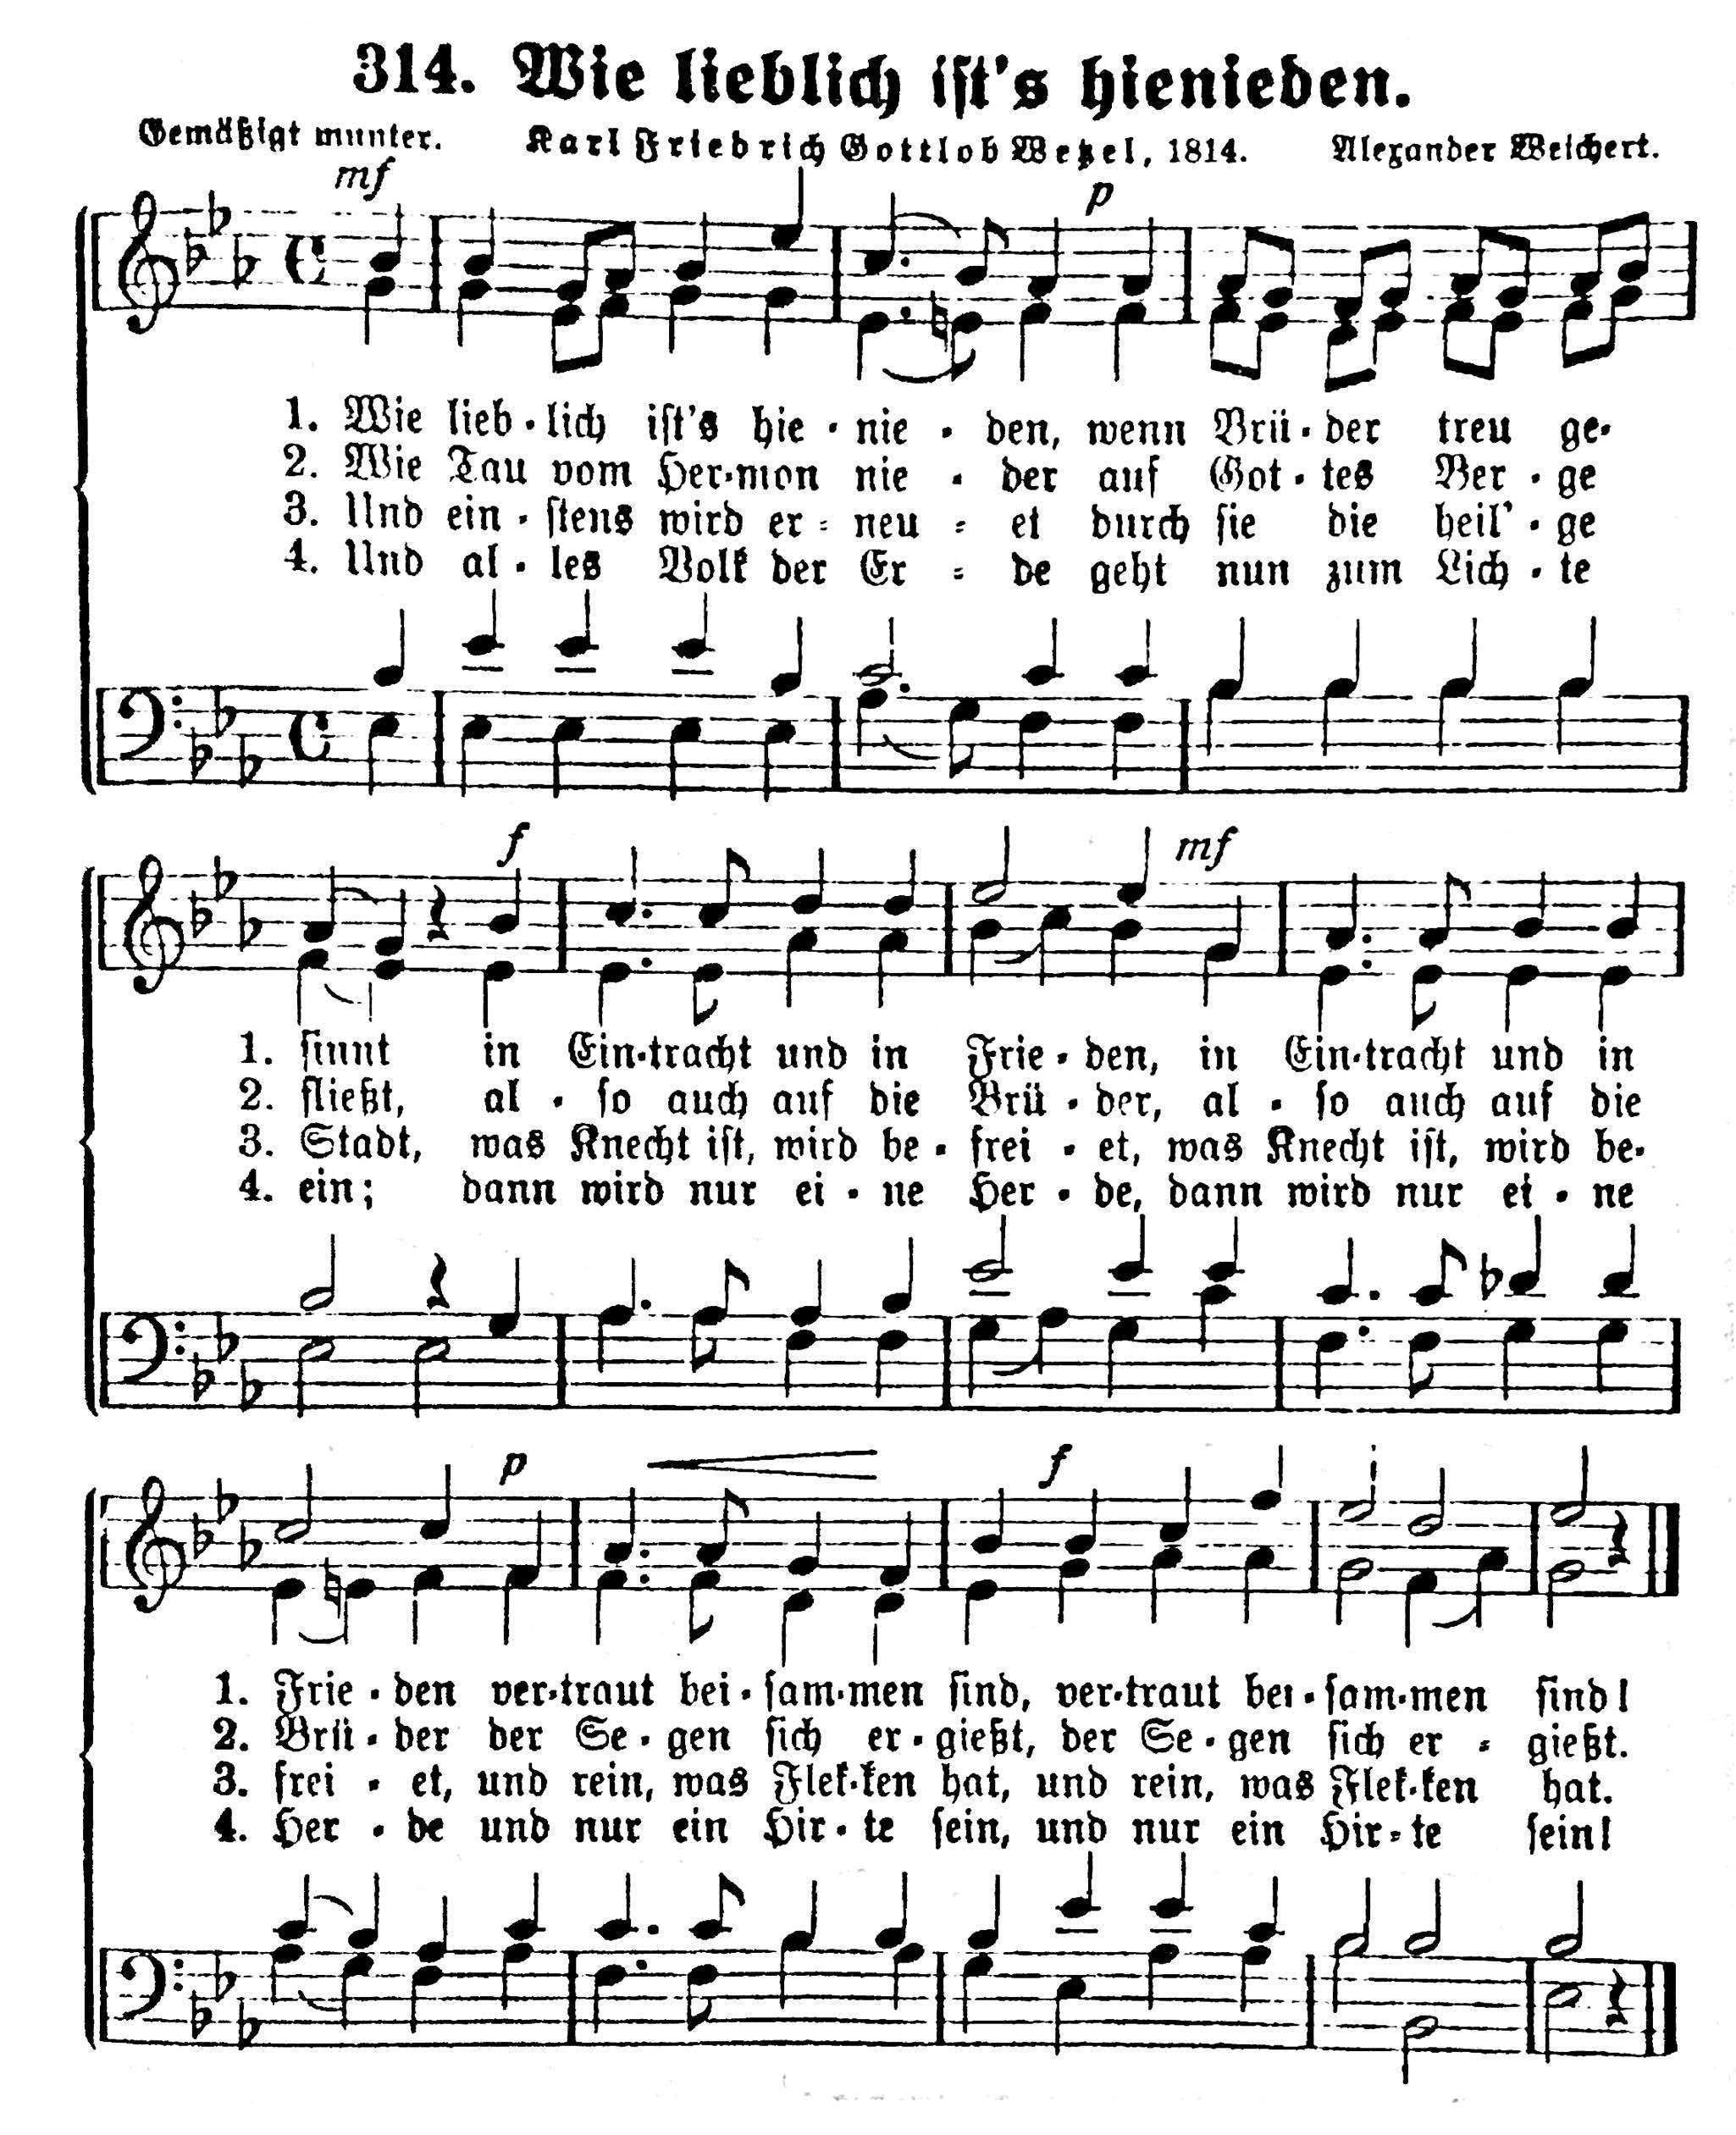 314. Wie lieblich ist's hienieden.
Gemäßigt munter. Karl Friedrich Gottlob Wetzel, 1814. Alexander Weichert.
mf p
1. Wie lieb·lich ist's hie·nie·den, wenn Brü·der treu ge·
2. Wie Tau vom Her·mon nie·der auf Got·tes Ber·ge
3. Und ein·stens wird er=neu=et durch sie die heil'·ge
4. Und al·les Volk der Er=de geht nun zum Lich·te
f mf
1. sinnt in Ein·tracht und in Frie·den, in Ein·tracht und in
2. fließt, al·so auch auf die Brü·der, al·so auch auf die
3. Stadt, was Knecht ist, wird be·frei·et, was Knecht ist, wird be·
4. ein; dann wird nur ei·ne Her·de, dann wird nur ei·ne
p f
1. Frie·den ver·traut bei·sam·men sind, ver·traut bei·sam·men sind!
2. Brü·der der Se·gen sich er·gießt, der Se·gen sich er=gießt.
3. frei·et, und rein, was Flek·ken hat, und rein, was Flek·ken hat.
4. Her·de und nur ein Hir·te sein, und nur ein Hir=te sein!